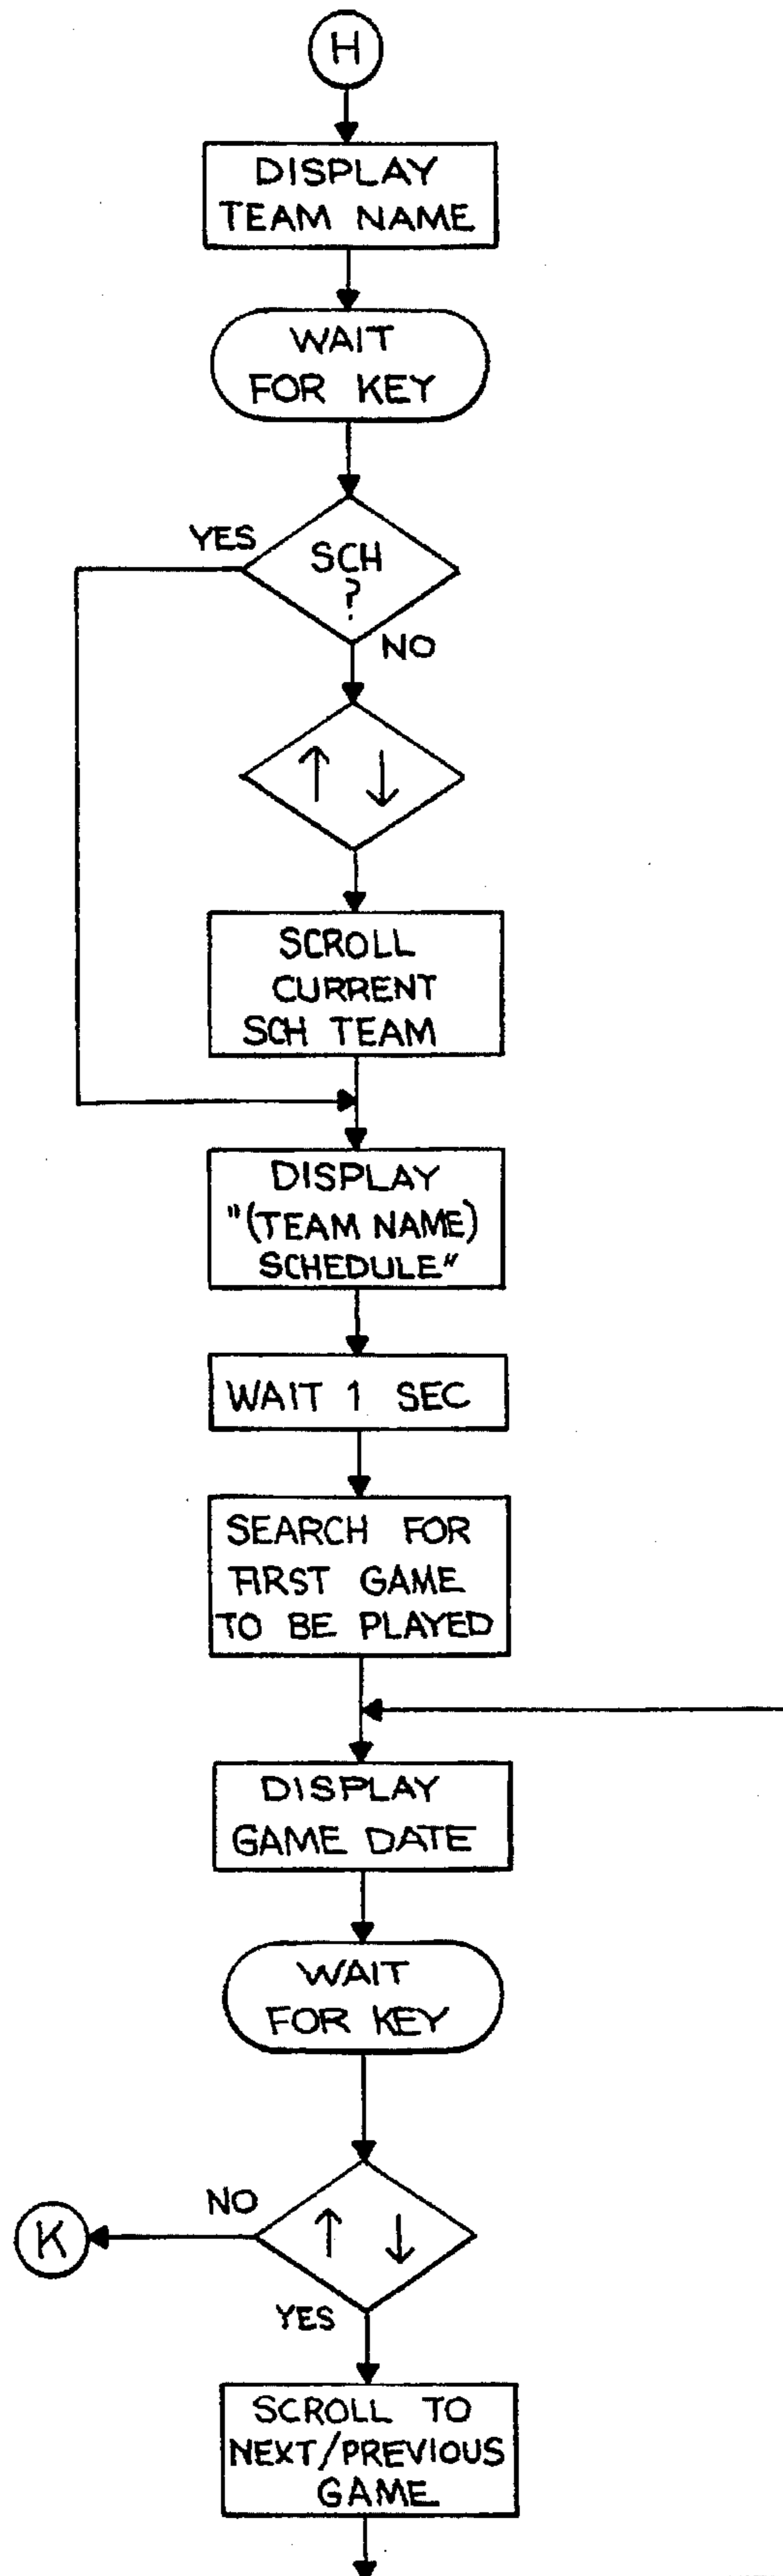 H
DISPLAY
TEAM NAME
WAIT
FOR KEY
YES
SCH
?
NO
↑ ↓
SCROLL
CURRENT
SCH TEAM
DISPLAY
"(TEAM NAME)
SCHEDULE"
WAIT 1 SEC
SEARCH FOR
FIRST GAME
TO BE PLAYED
DISPLAY
GAME DATE
WAIT
FOR KEY
NO
K
↑ ↓
YES
SCROLL TO
NEXT/PREVIOUS
GAME